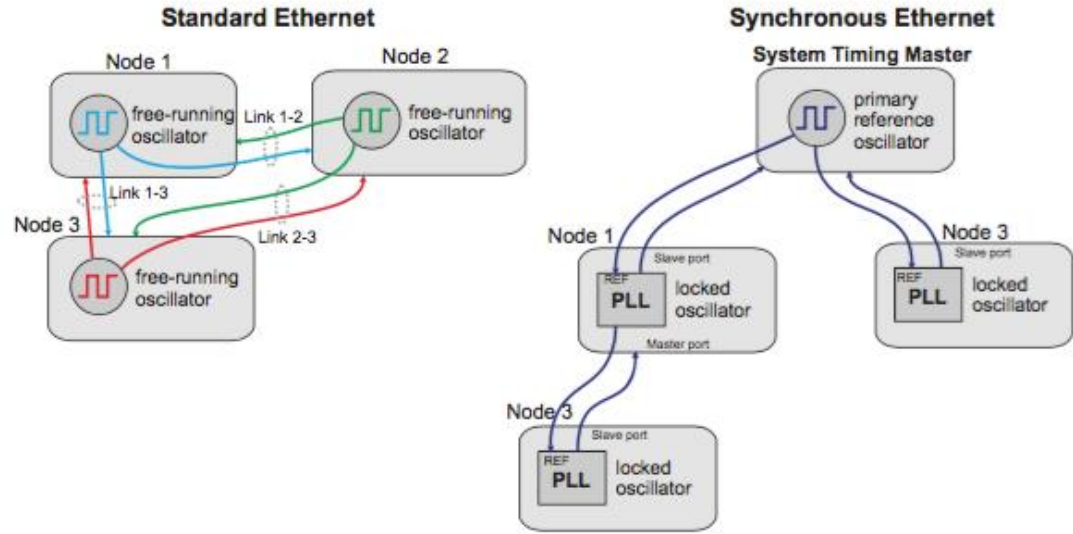 Standard Ethernet
Node 1
free-running
oscillator
Node 2
free-running
oscillator
Link 1-2
Link 1-3
Node 3
Link 2-3
free-running
oscillator
Synchronous Ethernet
System Timing Master
primary
reference
oscillator
Node 1
Slave port
REF
PLL
locked
oscillator
Master port
Node 3
Slave port
REF
PLL
locked
oscillator
Node 3
Slave port
REF
PLL
locked
oscillator